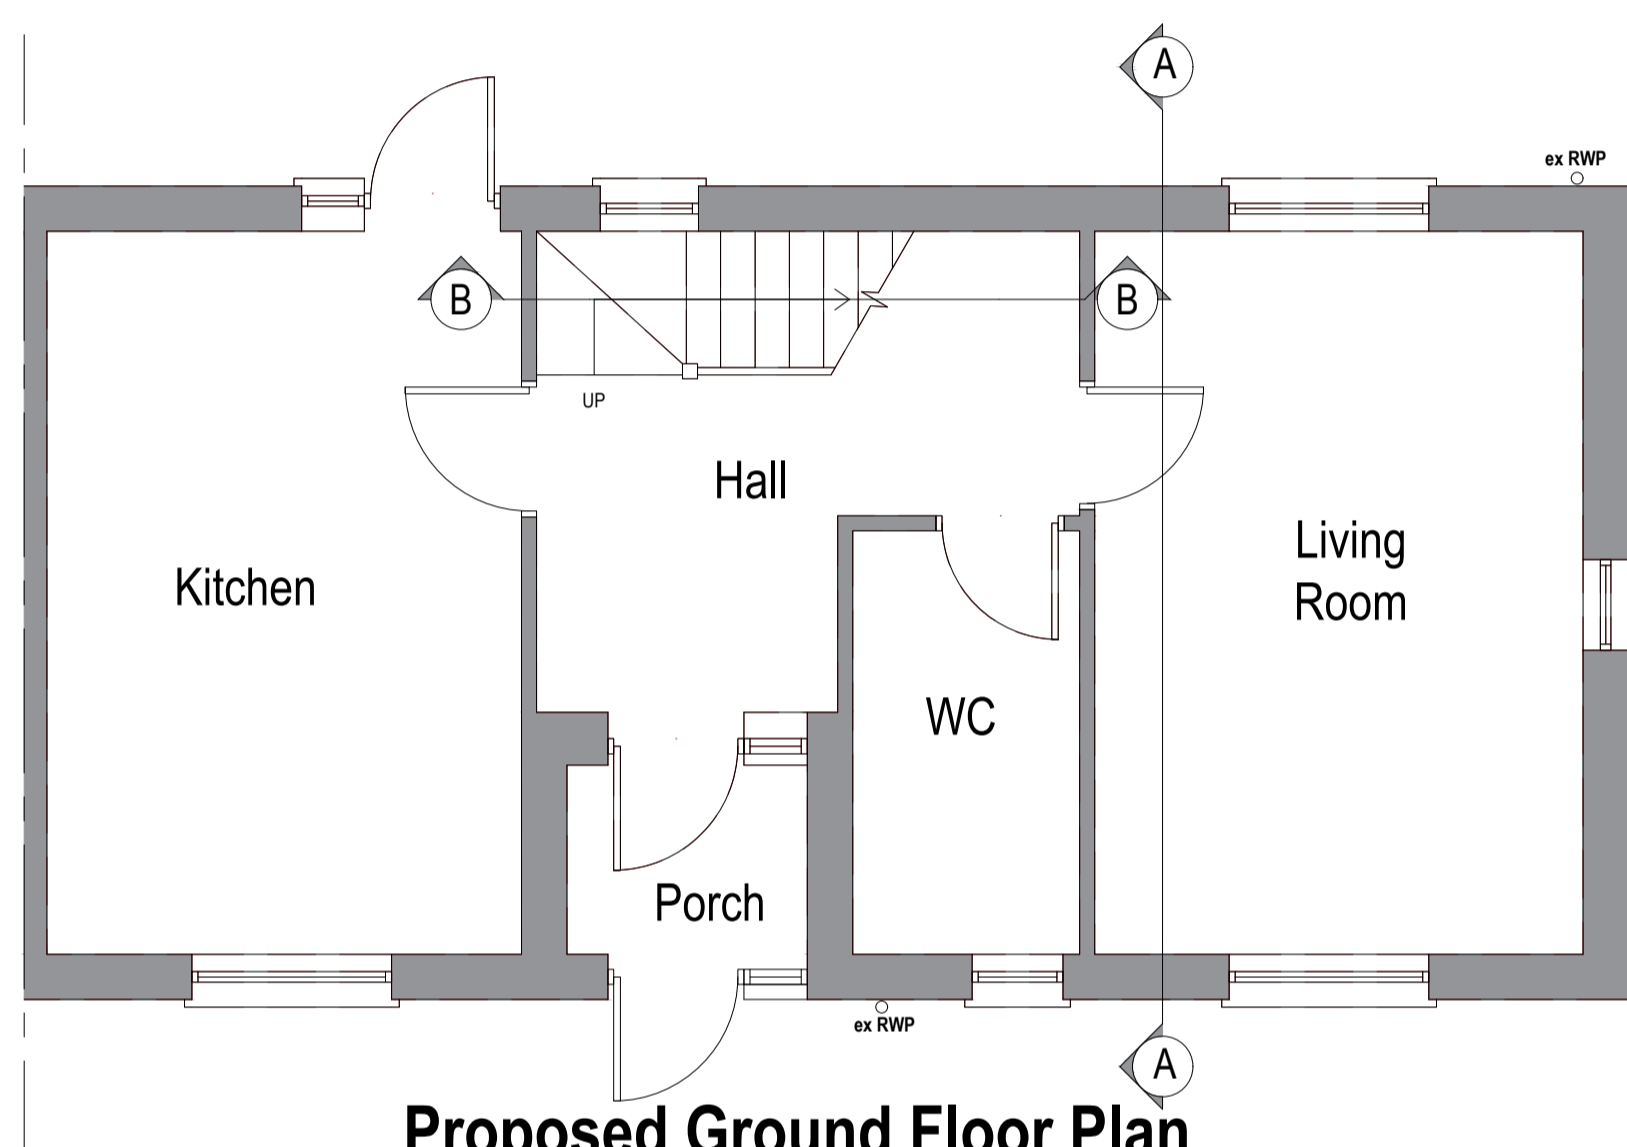 A
ex RWP
B
B
UP
Hall
Living
Room
Kitchen
WC
Porch
ex RWP
A
Proposed Ground Floor Plan